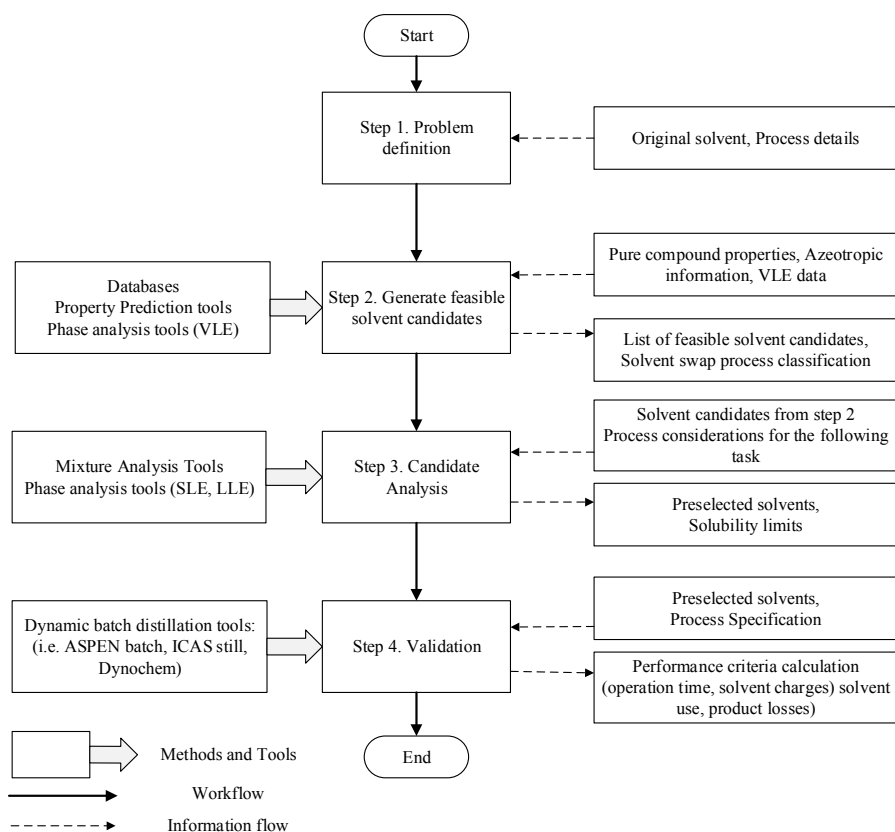 Start
Step 1. Problem
definition
Original solvent, Process details
Databases
Property Prediction tools
Phase analysis tools (VLE)
Step 2. Generate feasible
solvent candidates
Pure compound properties, Azeotropic
information, VLE data
List of feasible solvent candidates,
Solvent swap process classification
Mixture Analysis Tools
Phase analysis tools (SLE, LLE)
Step 3. Candidate
Analysis
Solvent candidates from step 2
Process considerations for the following
task
Preselected solvents,
Solubility limits
Dynamic batch distillation tools:
(i.e. ASPEN batch, ICAS still,
Dynochem)
Step 4. Validation
Preselected solvents,
Process Specification
Performance criteria calculation
(operation time, solvent charges) solvent
use, product losses)
End
Methods and Tools
Workflow
Information flow